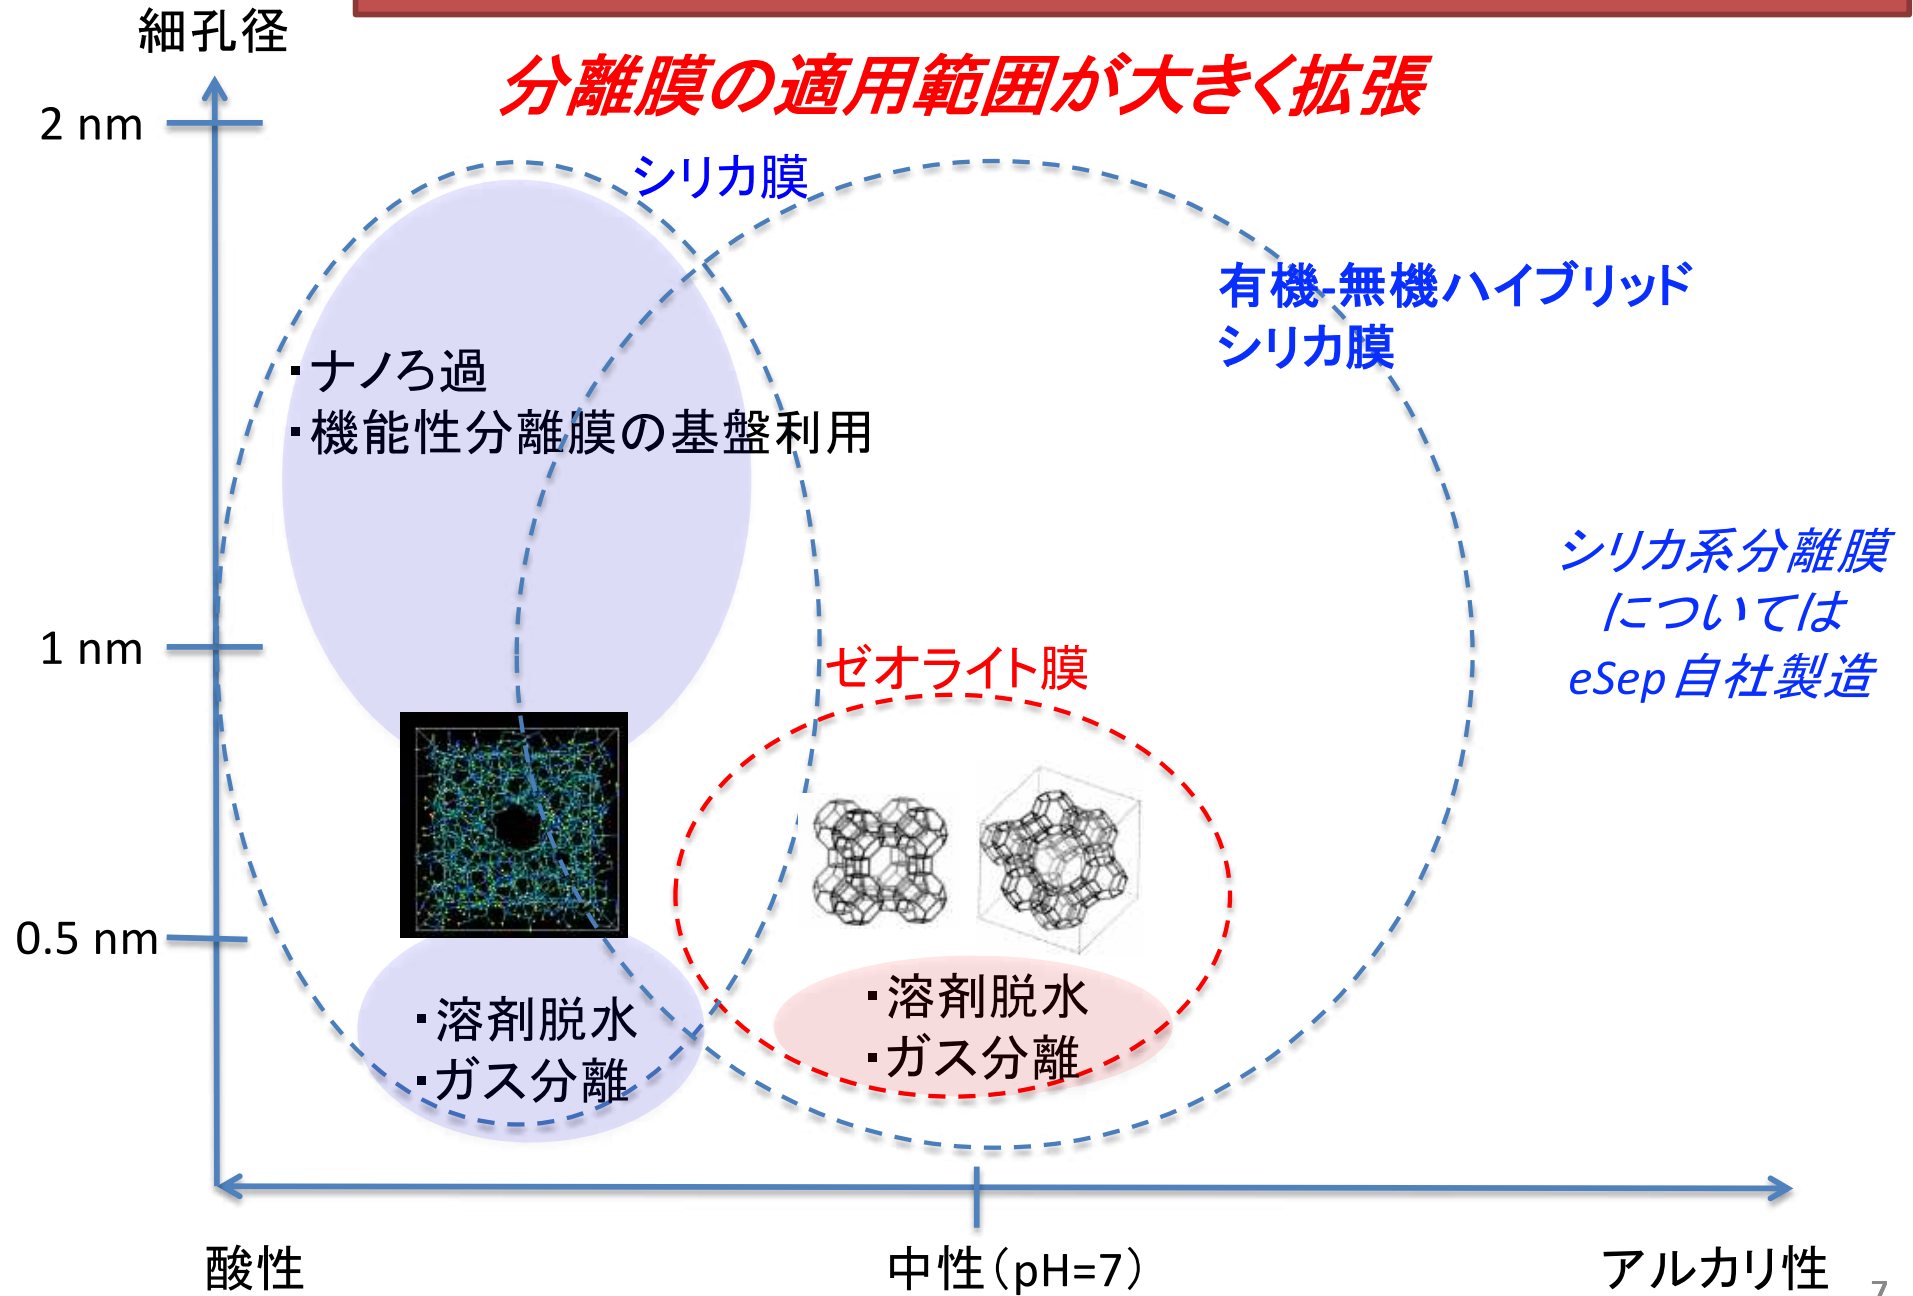 細孔径
分離膜の適用範囲が大きく拡張
2 nm
シリカ膜
有機-無機ハイブリッド
シリカ膜
・ナノろ過
・機能性分離膜の基盤利用
シリカ系分離膜
については
eSep自社製造
1 nm
ゼオライト膜
0.5 nm
・溶剤脱水
・ガス分離
・溶剤脱水
・ガス分離
酸性
中性（pH=7）
アルカリ性
7